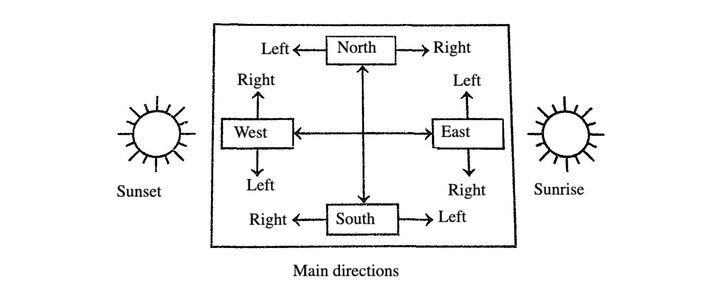 Left North Right
Right Left
West East
Left Right
Sunset Sunrise
Right South Left
Main directions